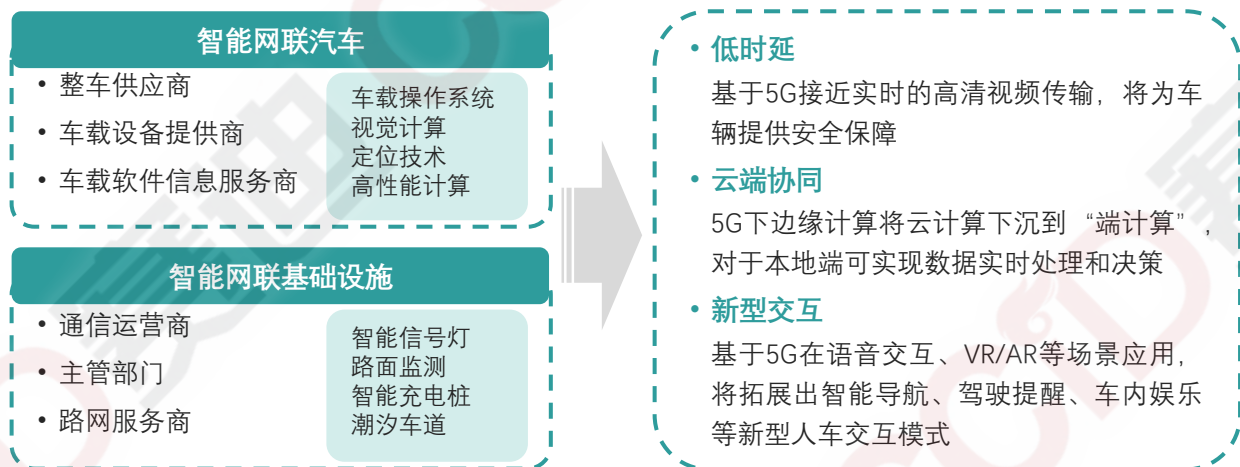 智能网联汽车
• 整车供应商
• 车载设备提供商
• 车载软件信息服务商
车载操作系统
视觉计算
定位技术
高性能计算
智能网联基础设施
• 通信运营商
• 主管部门
• 路网服务商
智能信号灯
路面监测
智能充电桩
潮汐车道
• 低时延
基于5G接近实时的高清视频传输，将为车
辆提供安全保障
• 云端协同
5G下边缘计算将云计算下沉到“端计算”，
对于本地端可实现数据实时处理和决策
• 新型交互
基于5G在语音交互、VR/AR等场景应用，
将拓展出智能导航、驾驶提醒、车内娱乐
等新型人车交互模式